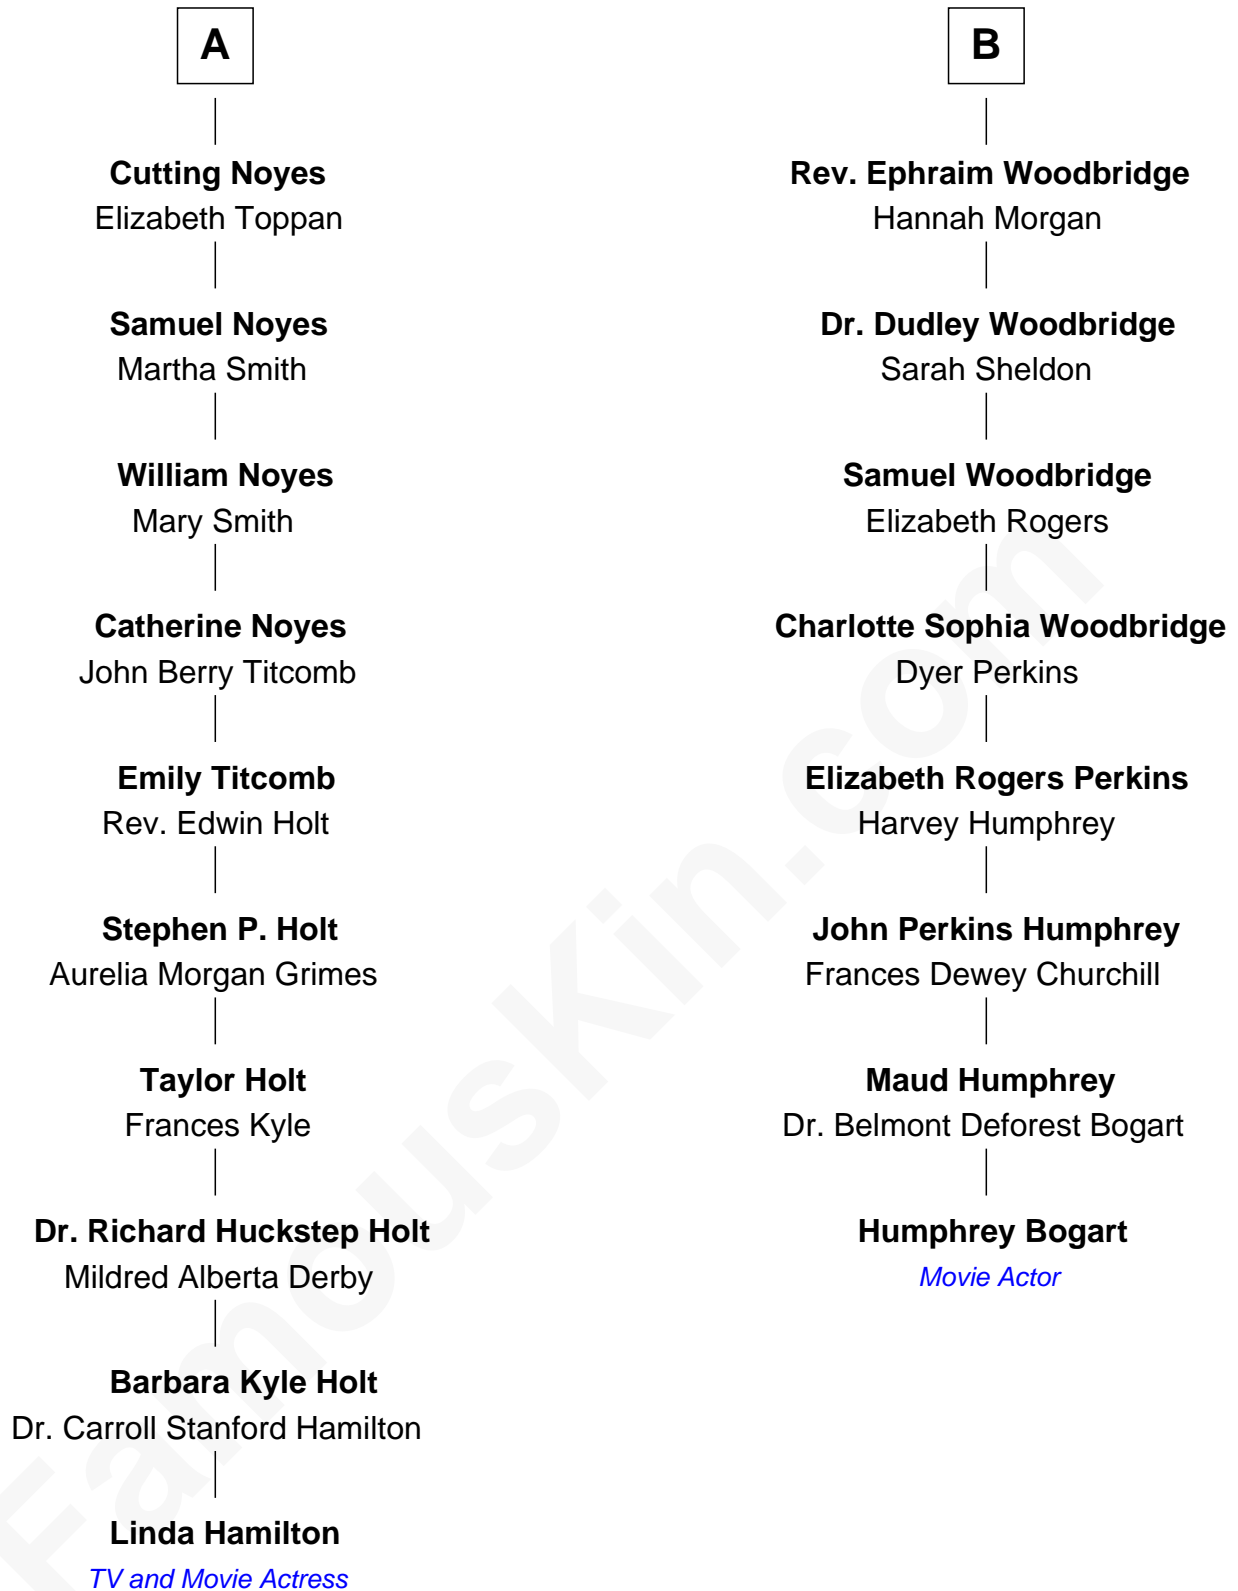 A
Cutting Noyes
Elizabeth Toppan
Samuel Noyes
Martha Smith
William Noyes
Mary Smith
Catherine Noyes
John Berry Titcomb
Emily Titcomb
Rev. Edwin Holt
Stephen P. Holt
Aurelia Morgan Grimes
Taylor Holt
Frances Kyle
Dr. Richard Huckstep Holt
Mildred Alberta Derby
Barbara Kyle Holt
Dr. Carroll Stanford Hamilton
Linda Hamilton
TV and Movie Actress
B
Rev. Ephraim Woodbridge
Hannah Morgan
Dr. Dudley Woodbridge
Sarah Sheldon
Samuel Woodbridge
Elizabeth Rogers
Charlotte Sophia Woodbridge
Dyer Perkins
Elizabeth Rogers Perkins
Harvey Humphrey
John Perkins Humphrey
Frances Dewey Churchill
Maud Humphrey
Dr. Belmont Deforest Bogart
Humphrey Bogart
Movie Actor
FamousKin.com